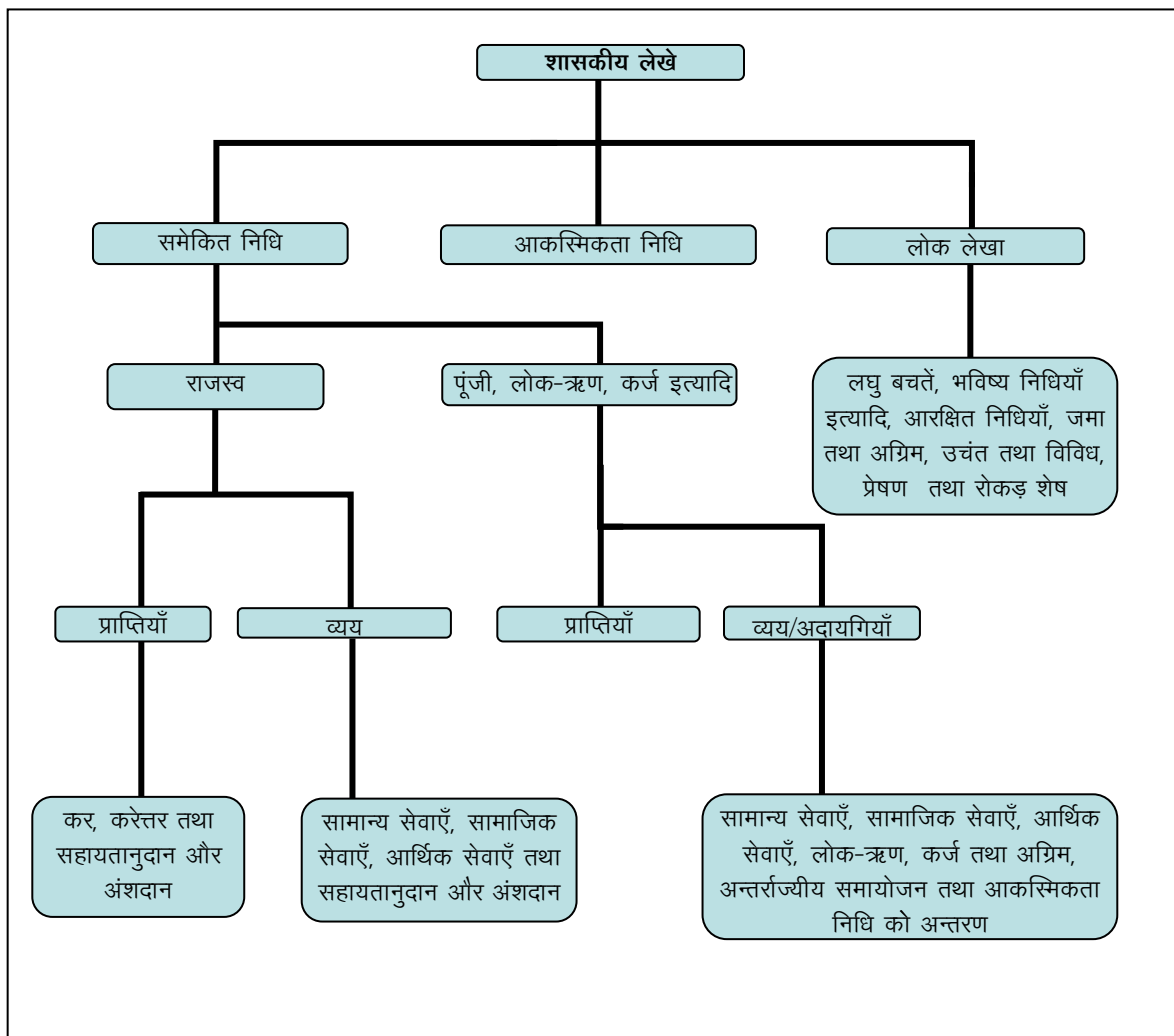 शासकीय लेखे
समेकित निधि
आकस्मिकता निधि
लोक लेखा
राजस्व
पूंजी, लोक-ऋण, कर्ज इत्यादि
लघु बचतें, भविष्य निधियाँ
इत्यादि, आरक्षित निधियाँ, जमा
तथा अग्रिम, उचंत तथा विविध,
प्रेषण तथा रोकड़ शेष
प्राप्तियाँ
व्यय
प्राप्तियाँ
व्यय/अदायगियाँ
कर, करेत्तर तथा
सहायतानुदान और
अंशदान
सामान्य सेवाएँ, सामाजिक
सेवाएँ, आर्थिक सेवाएँ तथा
सहायतानुदान और अंशदान
सामान्य सेवाएँ, सामाजिक सेवाएँ, आर्थिक
सेवाएँ, लोक-ऋण, कर्ज तथा अग्रिम,
अन्तर्राज्यीय समायोजन तथा आकस्मिकता
निधि को अन्तरण